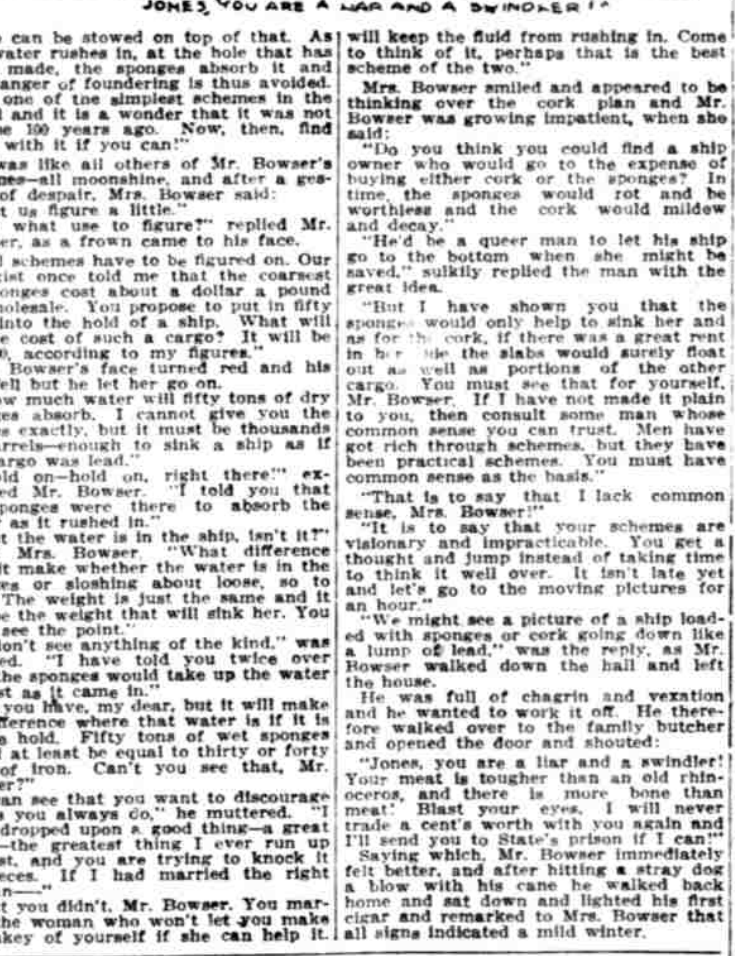 JONES, YOU ARE A LIAR AND A SWINDLER!"
can be stowed on top of that. As
water rushes in, at the hole that has
made, the sponges absorb it and
anger of foundering is thus avoided.
one of the simplest schemes in the
and it is a wonder that it was not
100 years ago. Now, then, find
with it if you can!"
was like all others of Mr. Bowser's
mes—all moonshine, and after a ges-
of despair, Mrs. Bowser said:
t us figure a little."
what use to figure?" replied Mr.
er, as a frown came to his face.
schemes have to be figured on. Our
ist once told me that the coarsest
onges cost about a dollar a pound
holesale. You propose to put in fifty
into the hold of a ship. What will
e cost of such a cargo? It will be
0, according to my figures."
Bowser's face turned red and his
ell but he let her go on.
ow much water will fifty tons of dry
es absorb. I cannot give you the
s exactly, but it must be thousands
arrels—enough to sink a ship as if
argo was lead."
old on—hold on, right there!" ex-
ed Mr. Bowser. "I told you that
ponges were there to absorb the
as it rushed in."
t the water is in the ship, isn't it?"
Mrs. Bowser. "What difference
it make whether the water is in the
es or sloshing about loose, so to
The weight is just the same and it
e the weight that will sink her. You
see the point."
on't see anything of the kind," was
ed. "I have told you twice over
he sponges would take up the water
st as it came in."
you have, my dear, but it will make
fference where that water is if it is
hold. Fifty tons of wet sponges
at least be equal to thirty or forty
of iron. Can't you see that, Mr.
er?"
an see that you want to discourage
s you always do," he muttered. "I
dropped upon a good thing—a great
—the greatest thing I ever run up
st, and you are trying to knock it
eces. If I had married the right
n—"
t you didn't, Mr. Bowser. You mar-
he woman who won't let you make
key of yourself if she can help it.
will keep the fluid from rushing in. Come
to think of it, perhaps that is the best
scheme of the two."
Mrs. Bowser smiled and appeared to be
thinking over the cork plan and Mr.
Bowser was growing impatient, when she
said:
"Do you think you could find a ship
owner who would go to the expense of
buying either cork or the sponges? In
time, the sponges would rot and be
worthless and the cork would mildew
and decay."
"He'd be a queer man to let his ship
go to the bottom when she might be
saved," sulkily replied the man with the
great idea.
"But I have shown you that the
sponges would only help to sink her and
as for the cork, if there was a great rent
in her side the slabs would surely float
out as well as portions of the other
cargo. You must see that for yourself,
Mr. Bowser. If I have not made it plain
to you, then consult some man whose
common sense you can trust. Men have
got rich through schemes, but they have
been practical schemes. You must have
common sense as the basis."
"That is to say that I lack common
sense, Mrs. Bowser!"
"It is to say that your schemes are
visionary and impracticable. You get a
thought and jump instead of taking time
to think it well over. It isn't late yet
and let's go to the moving pictures for
an hour."
"We might see a picture of a ship load-
ed with sponges or cork going down like
a lump of lead," was the reply, as Mr.
Bowser walked down the hall and left
the house.
He was full of chagrin and vexation
and he wanted to work it off. He there-
fore walked over to the family butcher
and opened the door and shouted:
"Jones, you are a liar and a swindler!
Your meat is tougher than an old rhin-
oceros, and there is more bone than
meat! Blast your eyes, I will never
trade a cent's worth with you again and
I'll send you to State's prison if I can!"
Saying which, Mr. Bowser immediately
felt better, and after hitting a stray dog
a blow with his cane he walked back
home and sat down and lighted his first
cigar and remarked to Mrs. Bowser that
all signs indicated a mild winter.